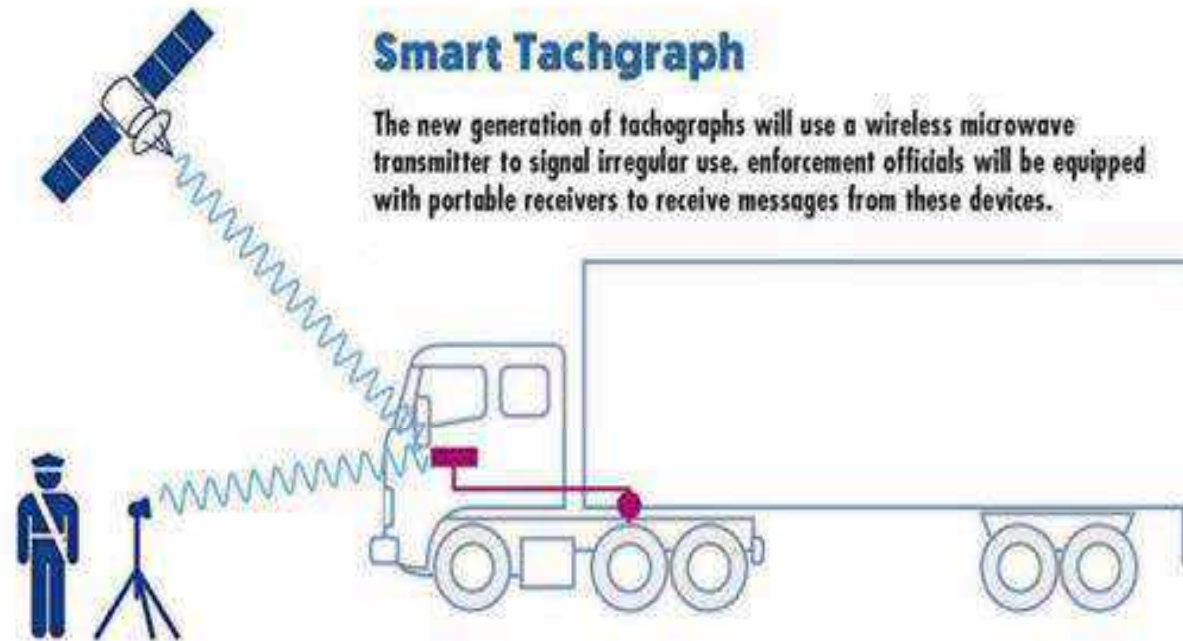 Smart Tachgraph
The new generation of tachographs will use a wireless microwave
transmitter to signal irregular use. enforcement officials will be equipped
with portable receivers to receive messages from these devices.